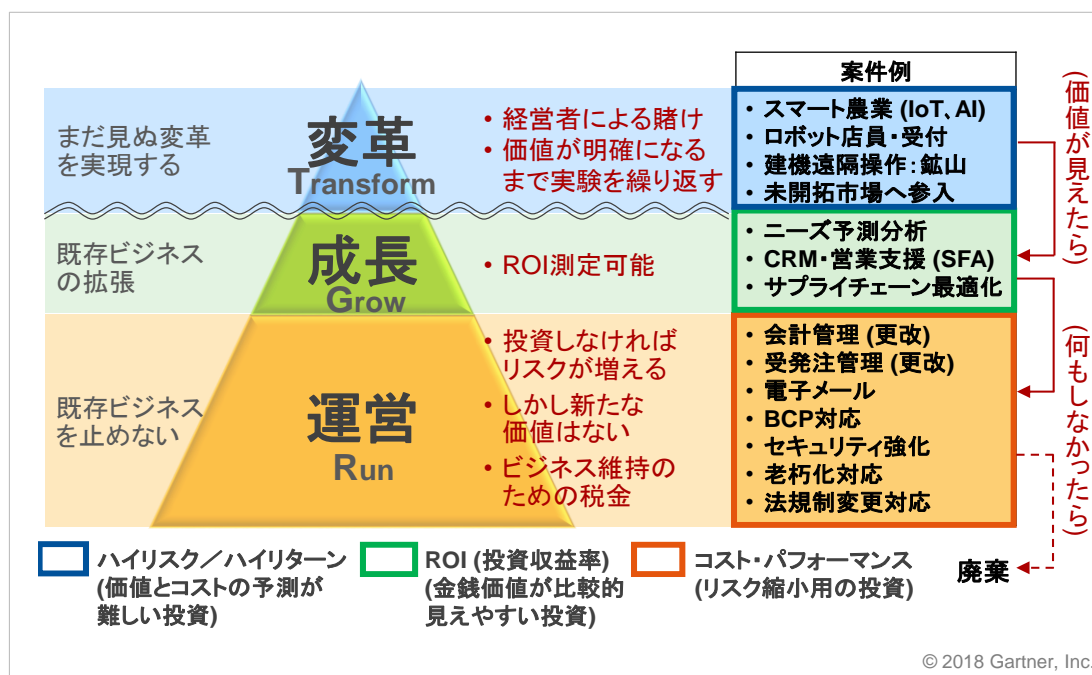 案件例
まだ見ぬ変革
を実現する
変革
Transform
・経営者による賭け
・価値が明確になる
まで実験を繰り返す
・スマート農業 (IoT、AI)
・ロボット店員・受付
・建機遠隔操作：鉱山
・未開拓市場へ参入
(価値が見えたら)
既存ビジネス
の拡張
成長
Grow
・ROI測定可能
・ニーズ予測分析
・CRM・営業支援 (SFA)
・サプライチェーン最適化
既存ビジネス
を止めない
運営
Run
・投資しなければ
リスクが増える
・しかし新たな
価値はない
・ビジネス維持の
ための税金
・会計管理 (更改)
・受発注管理 (更改)
・電子メール
・BCP対応
・セキュリティ強化
・老朽化対応
・法規制変更対応
(何もしなかったら)
ハイリスク／ハイリターン
(価値とコストの予測が
難しい投資)
ROI (投資収益率)
(金銭価値が比較的
見えやすい投資)
コスト・パフォーマンス
(リスク縮小用の投資)
廃棄
© 2018 Gartner, Inc.